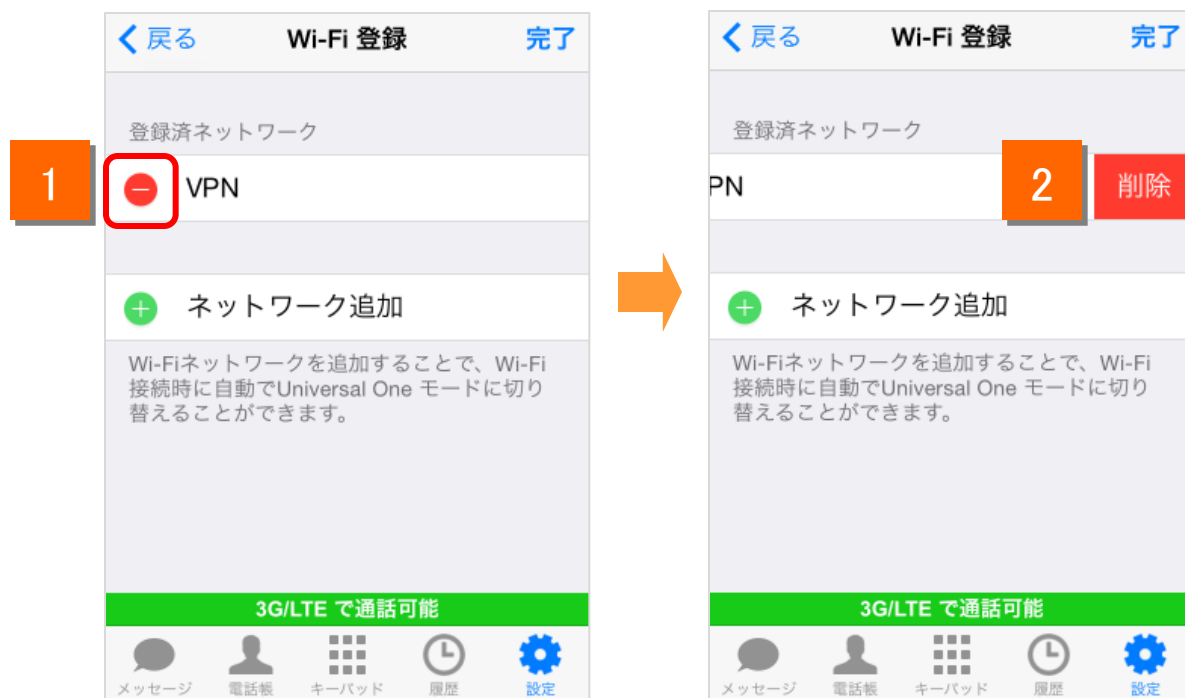 戻る Wi-Fi 登録 完了
登録済ネットワーク
1
VPN
ネットワーク追加
Wi-Fiネットワークを追加することで、Wi-Fi
接続時に自動でUniversal One モードに切り
替えることができます。
3G/LTE で通話可能
メッセージ 電話帳 キーパッド 履歴 設定
戻る Wi-Fi 登録 完了
登録済ネットワーク
PN
2
削除
ネットワーク追加
Wi-Fiネットワークを追加することで、Wi-Fi
接続時に自動でUniversal One モードに切り
替えることができます。
3G/LTE で通話可能
メッセージ 電話帳 キーパッド 履歴 設定